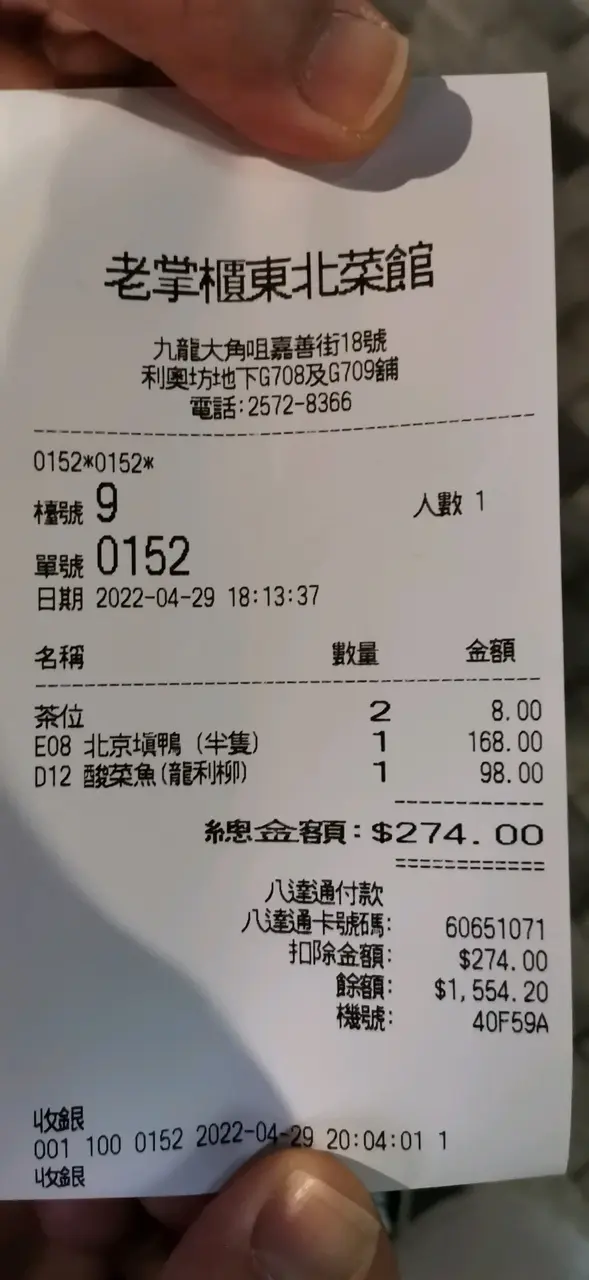 老掌櫃東北菜館
九龍大角咀嘉善街18號
利奧坊地下G708及G709舖
電話:2572-8366
0152*0152*
檯號 9 人數 1
單號 0152
日期 2022-04-29 18:13:37
名稱 數量 金額
茶位 2 8.00
E08 北京填鴨 (半隻) 1 168.00
D12 酸菜魚(龍利柳) 1 98.00
總金額:$274.00
八達通付款
八達通卡號碼: 60651071
扣除金額: $274.00
餘額: $1,554.20
機號: 40F59A
收銀
001 100 0152 2022-04-29 20:04:01 1
收銀